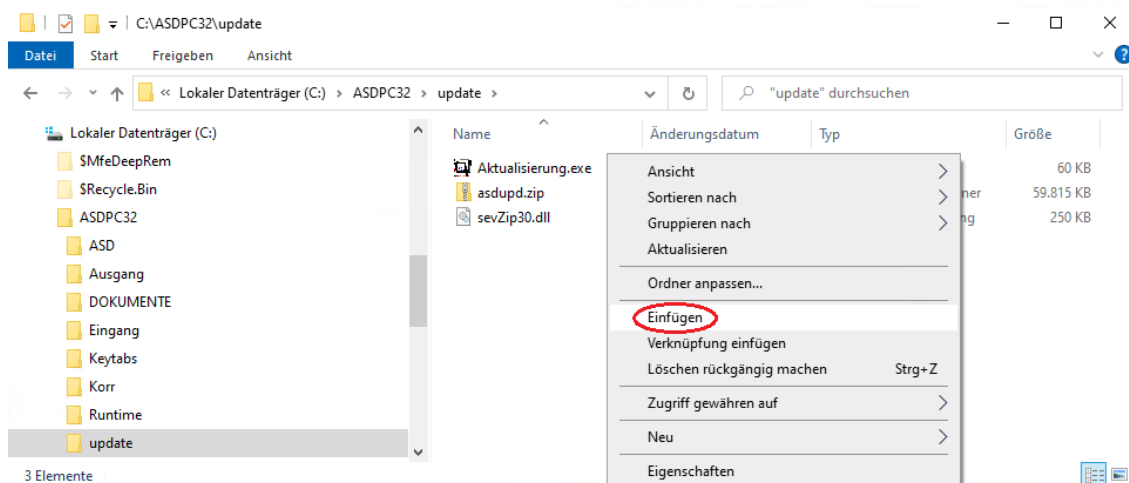 C:\ASDPC32\update
Datei Start Freigeben Ansicht
« Lokaler Datenträger (C:) › ASDPC32 › update › "update" durchsuchen
Lokaler Datenträger (C:)
$MfeDeepRem
$Recycle.Bin
ASDPC32
ASD
Ausgang
DOKUMENTE
Eingang
Keytabs
Korr
Runtime
update
Name Änderungsdatum Typ Größe
Aktualisierung.exe 60 KB
asdupd.zip ner 59.815 KB
sevZip30.dll ng 250 KB
Ansicht
Sortieren nach
Gruppieren nach
Aktualisieren
Ordner anpassen...
Einfügen
Verknüpfung einfügen
Löschen rückgängig machen Strg+Z
Zugriff gewähren auf
Neu
Eigenschaften
3 Elemente